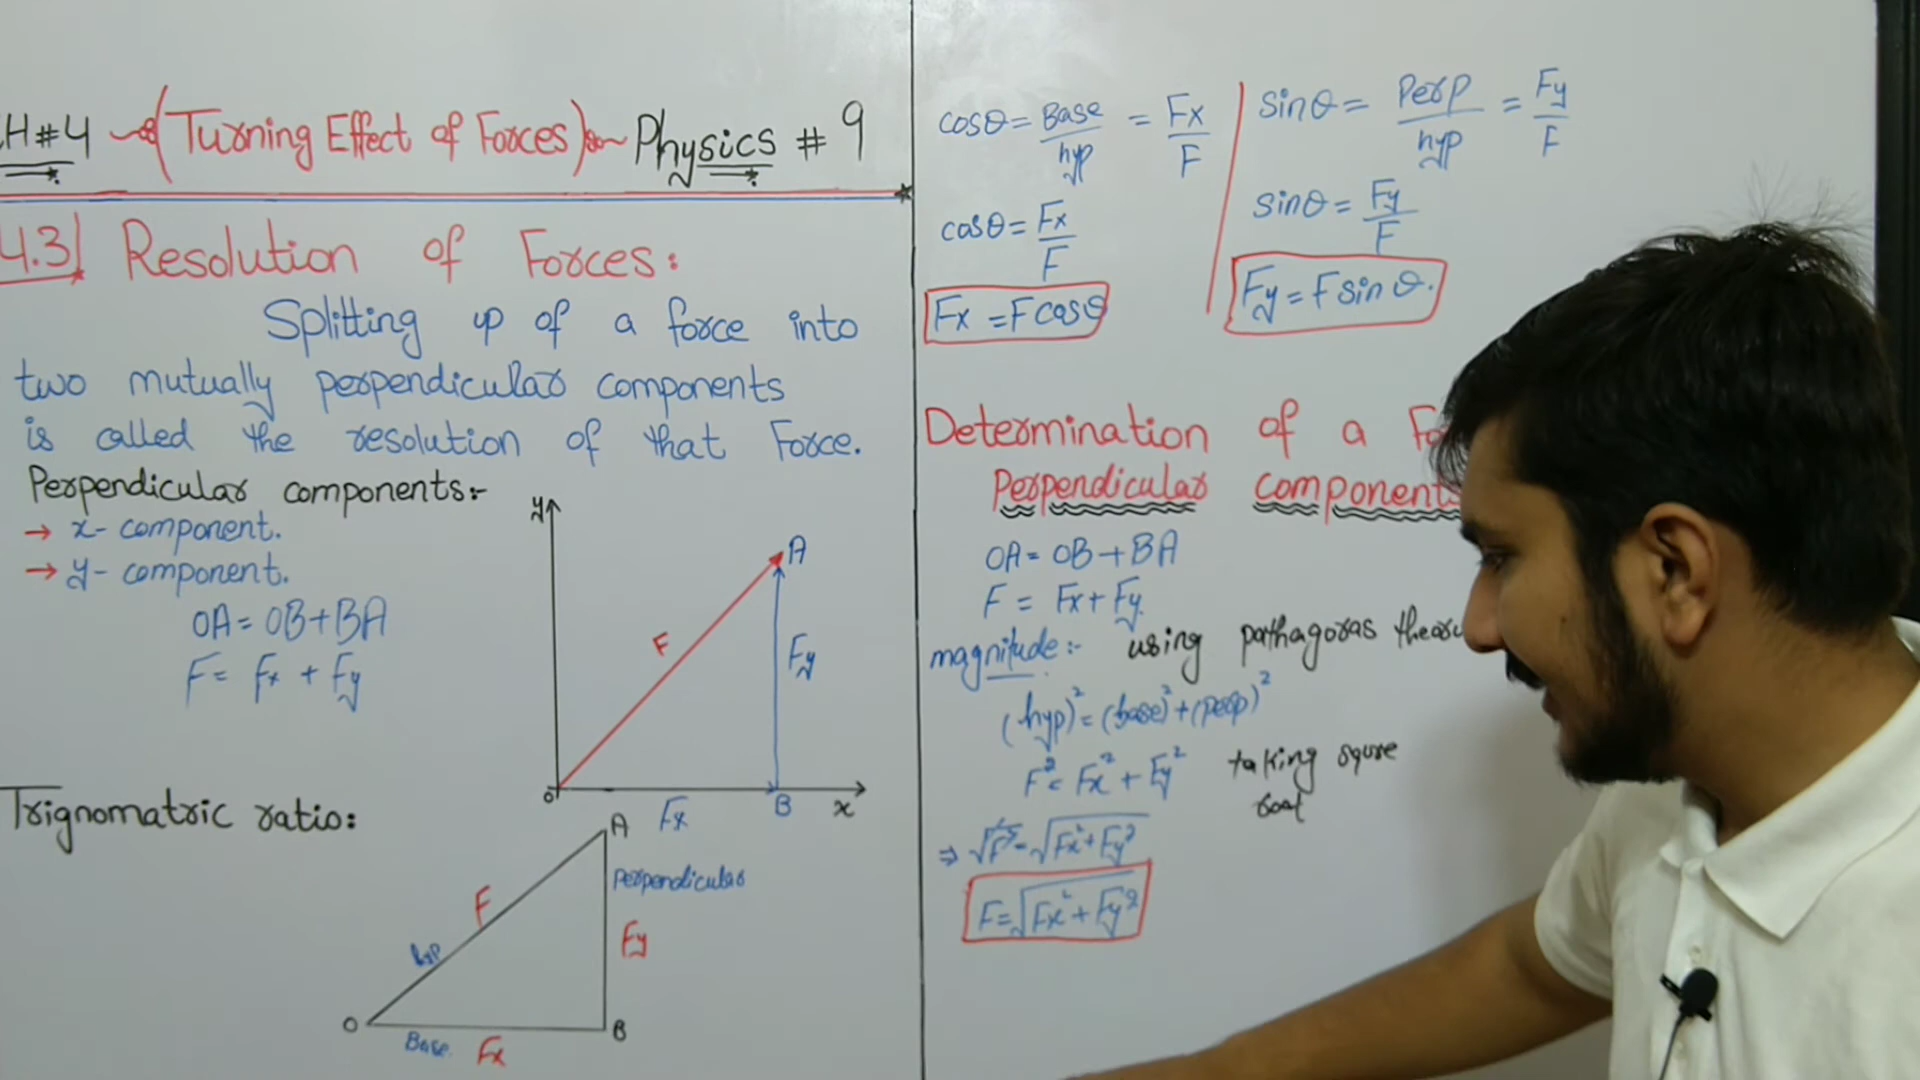 H#4 (Turning Effect of Forces) Physics # 9
4.3 Resolution of Forces:
Splitting up of a force into
two mutually perpendicular components
is called the resolution of that Force.
Perpendicular components:-
→ x- component.
→ y- component.
OA = OB+BA
F = Fx + Fy
y
A
F
Fy
O
Fx
B
x
Trignomatric ratio:
A
Perpendicular
F
Fy
hyp
O
B
Base.
Fx
cosθ = Base/hyp = Fx/F
cosθ = Fx/F
Fx = F cosθ
sinθ = Perp/hyp = Fy/F
sinθ = Fy/F
Fy = F sinθ.
Determination of a
Perpendicular components
OA = OB+BA
F = Fx+Fy
magnitude:- using pathagoras
(hyp)² = (base)² + (perp)²
F² = Fx² + Fy² taking squre
root
⇒ √F² = √Fx²+Fy²
F = √Fx²+Fy²